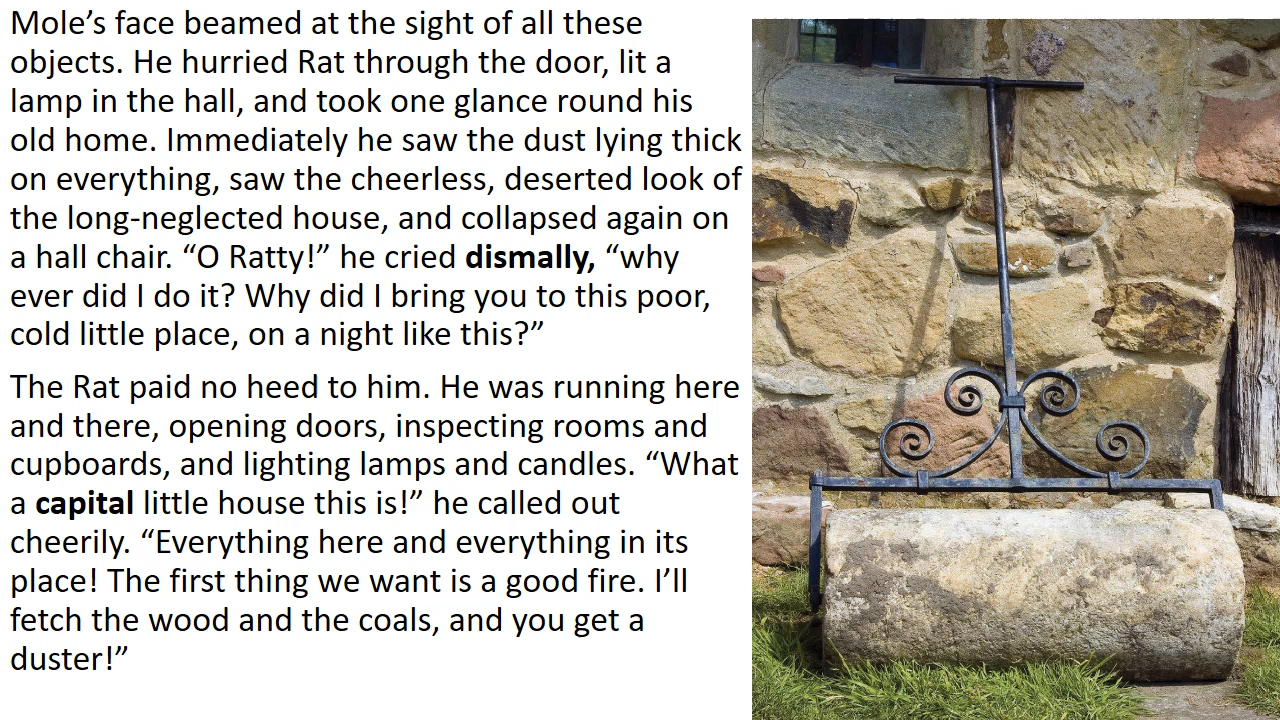 Mole’s face beamed at the sight of all these
objects. He hurried Rat through the door, lit a
lamp in the hall, and took one glance round his
old home. Immediately he saw the dust lying thick
on everything, saw the cheerless, deserted look of
the long-neglected house, and collapsed again on
a hall chair. “O Ratty!” he cried dismally, “why
ever did I do it? Why did I bring you to this poor,
cold little place, on a night like this?”
The Rat paid no heed to him. He was running here
and there, opening doors, inspecting rooms and
cupboards, and lighting lamps and candles. “What
a capital little house this is!” he called out
cheerily. “Everything here and everything in its
place! The first thing we want is a good fire. I’ll
fetch the wood and the coals, and you get a
duster!”